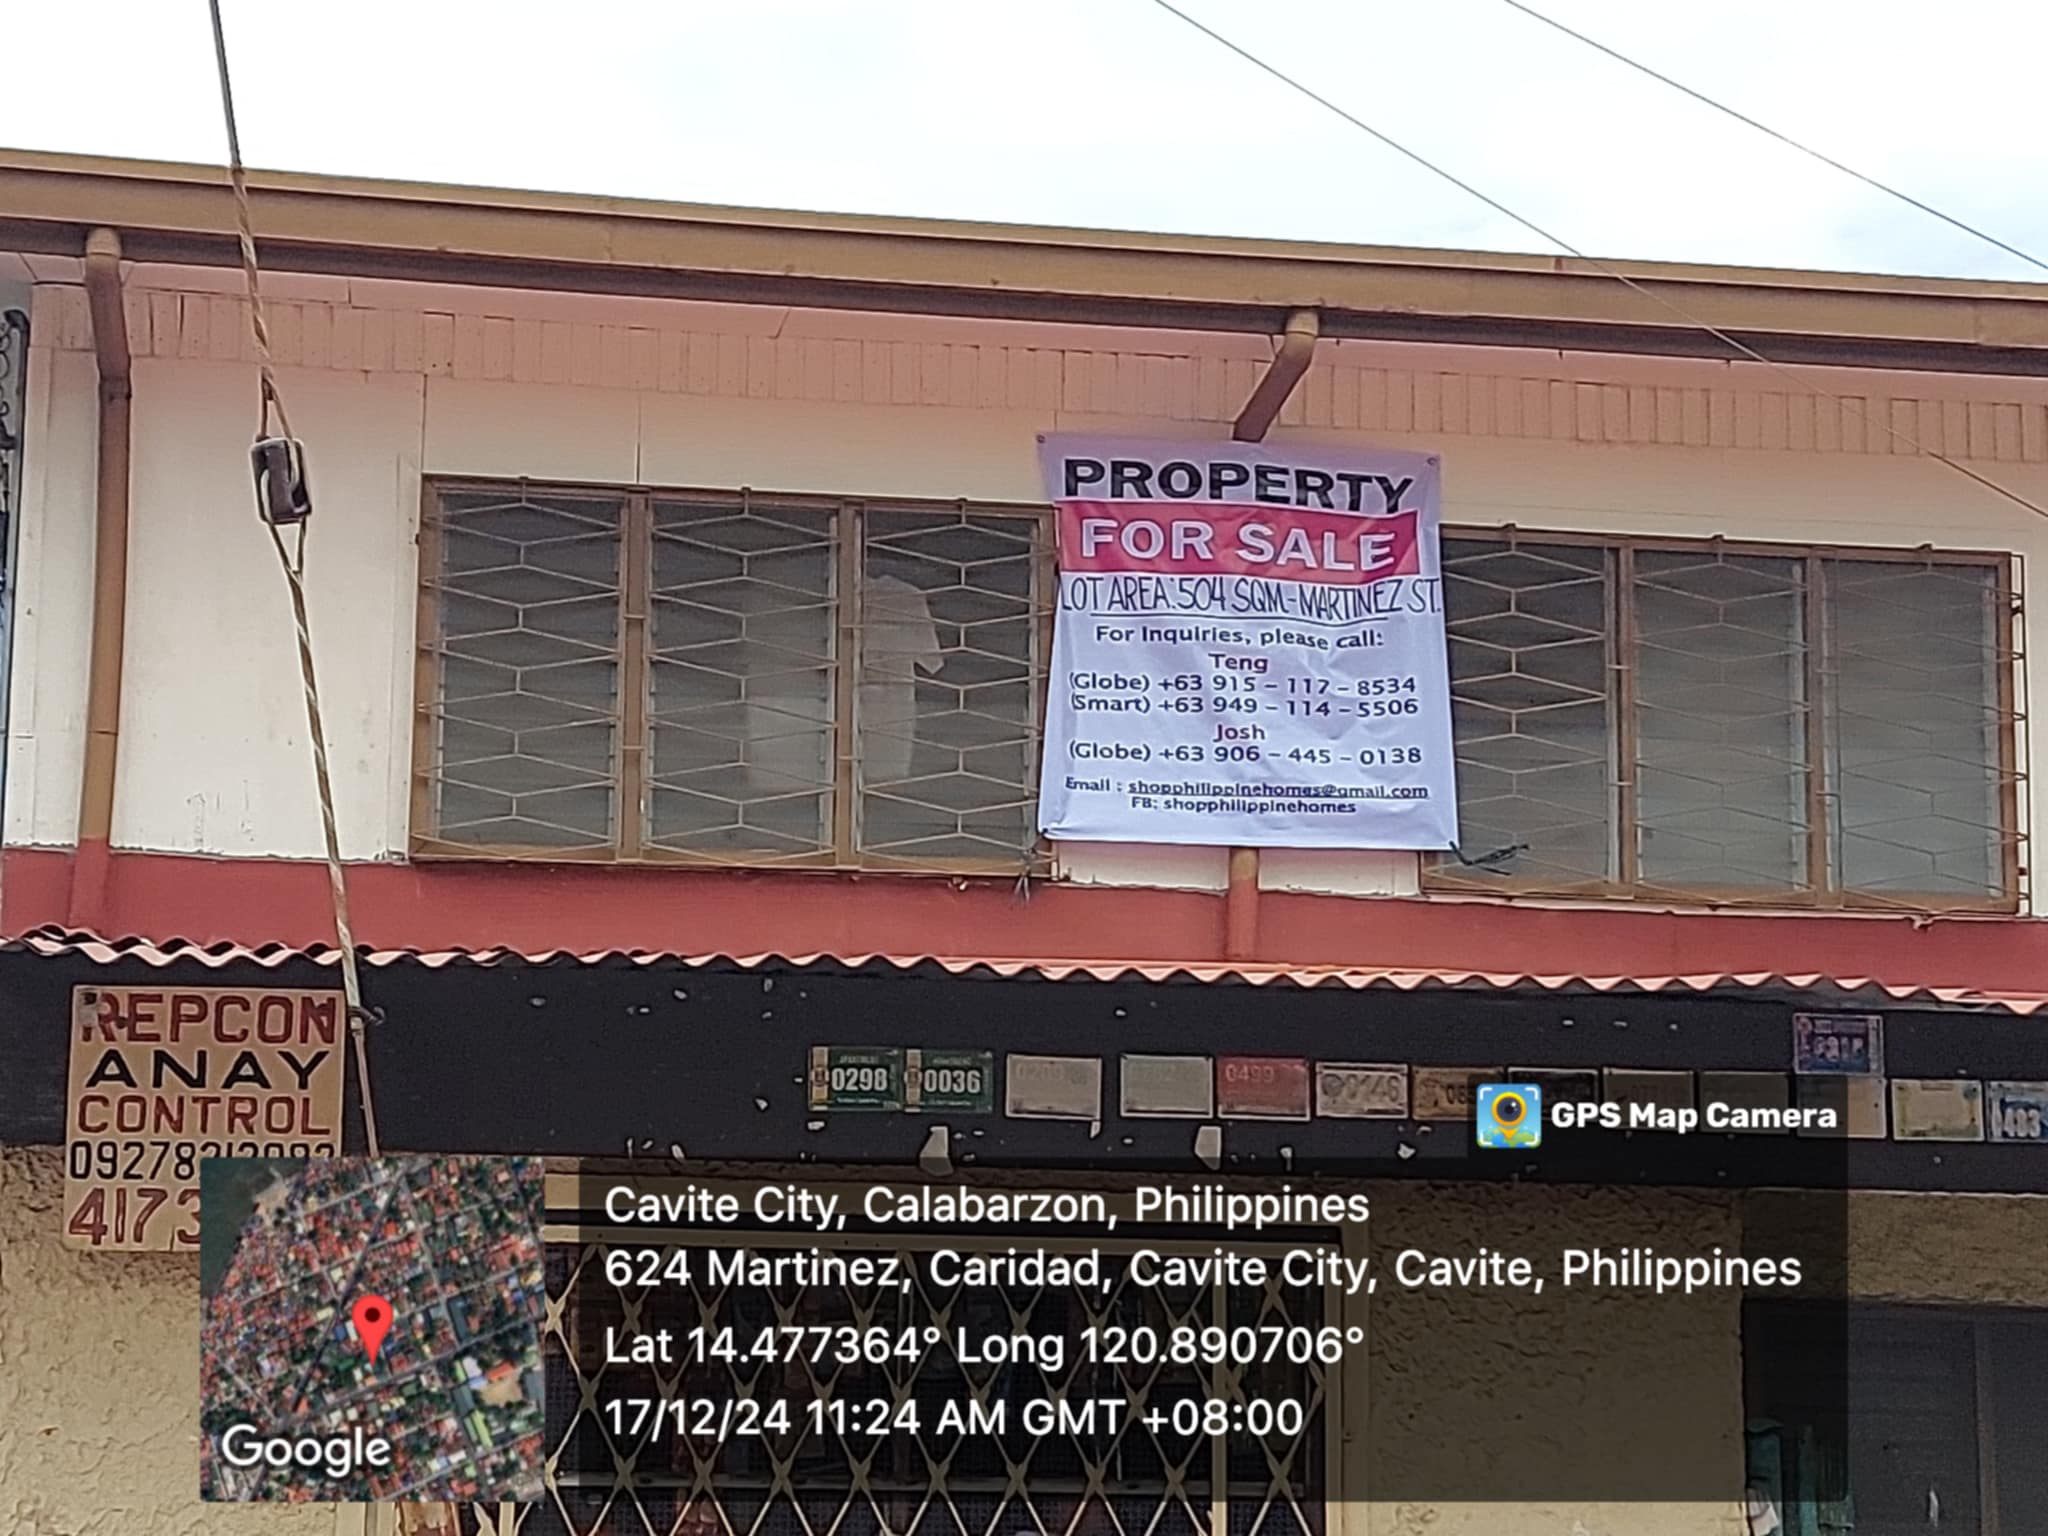 PROPERTY
FOR SALE
LOT AREA: 504 SQM.-MARTINEZ ST.
For Inquiries, please call:
Teng
(Globe) +63 915 - 117 - 8534
(Smart) +63 949 - 114 - 5506
Josh
(Globe) +63 906 - 445 - 0138
Email : shopphilippinehomes@gmail.com
FB: shopphilippinehomes
REPCON
ANAY
CONTROL
4173
0298
0036
0499
0146
GPS Map Camera
Cavite City, Calabarzon, Philippines
624 Martinez, Caridad, Cavite City, Cavite, Philippines
Lat 14.477364° Long 120.890706°
17/12/24 11:24 AM GMT +08:00
Google